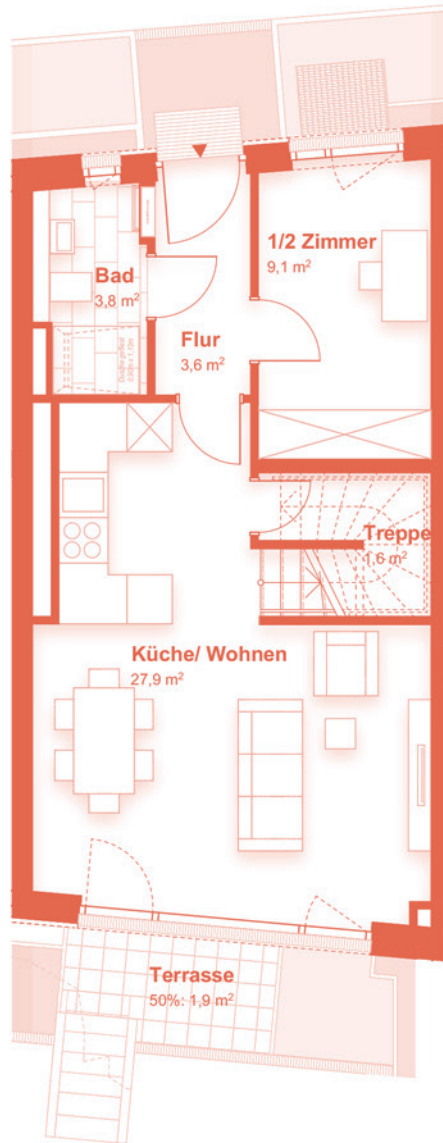 1/2 Zimmer
9,1 m²
Bad
3,8 m²
Flur
3,6 m²
Treppe
1,6 m²
Küche/ Wohnen
27,9 m²
Terrasse
50%: 1,9 m²